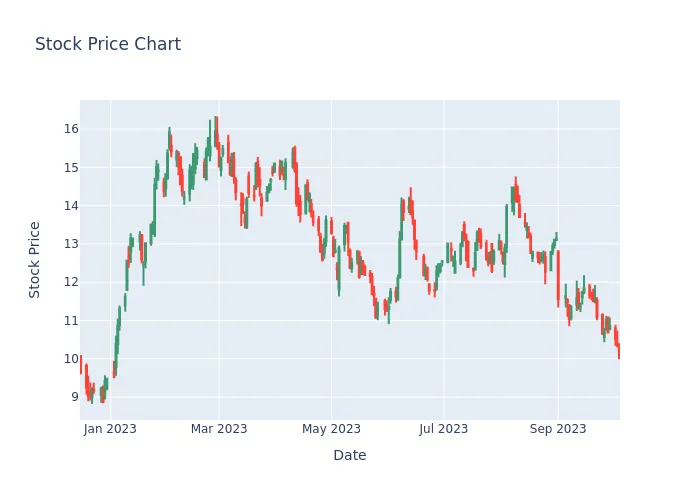 Stock Price Chart
16
15
14
13
12
11
10
9
Stock Price
Jan 2023
Mar 2023
May 2023
Jul 2023
Sep 2023
Date